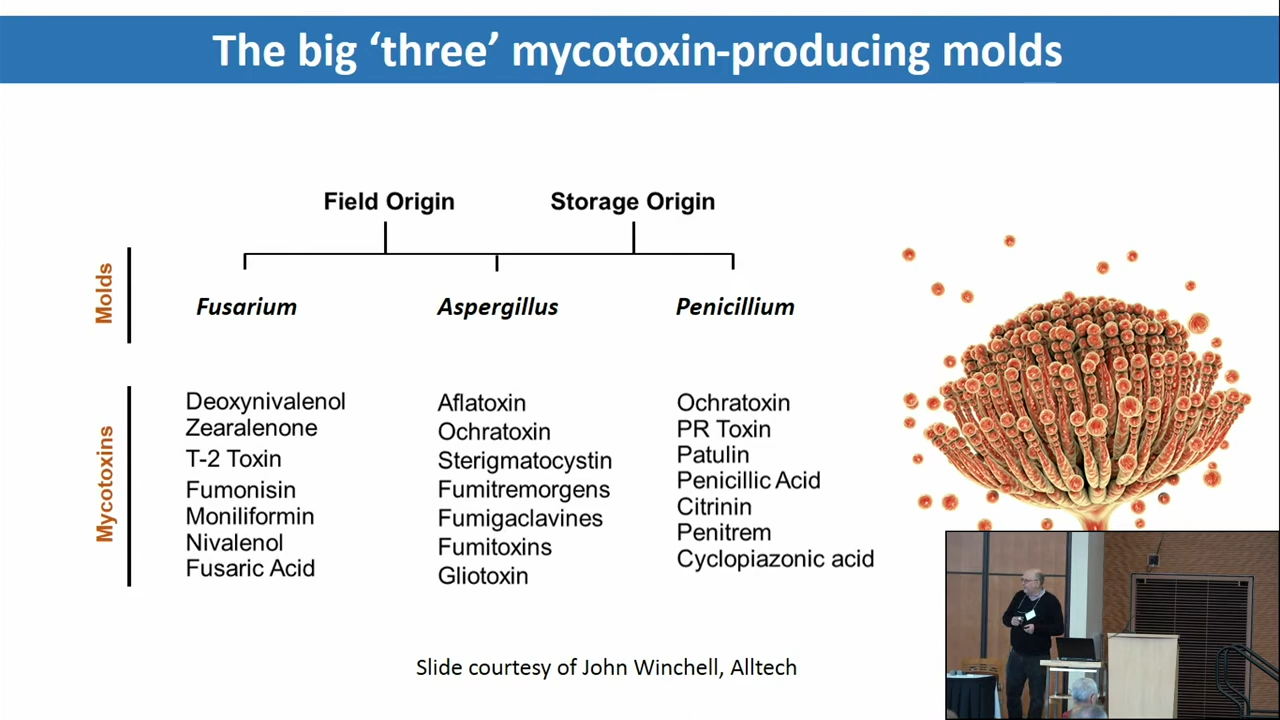 The big ‘three’ mycotoxin-producing molds
Field Origin
Storage Origin
Molds
Fusarium
Aspergillus
Penicillium
Mycotoxins
Deoxynivalenol
Zearalenone
T-2 Toxin
Fumonisin
Moniliformin
Nivalenol
Fusaric Acid
Aflatoxin
Ochratoxin
Sterigmatocystin
Fumitremorgens
Fumigaclavines
Fumitoxins
Gliotoxin
Ochratoxin
PR Toxin
Patulin
Penicillic Acid
Citrinin
Penitrem
Cyclopiazonic acid
Slide courtesy of John Winchell, Alltech